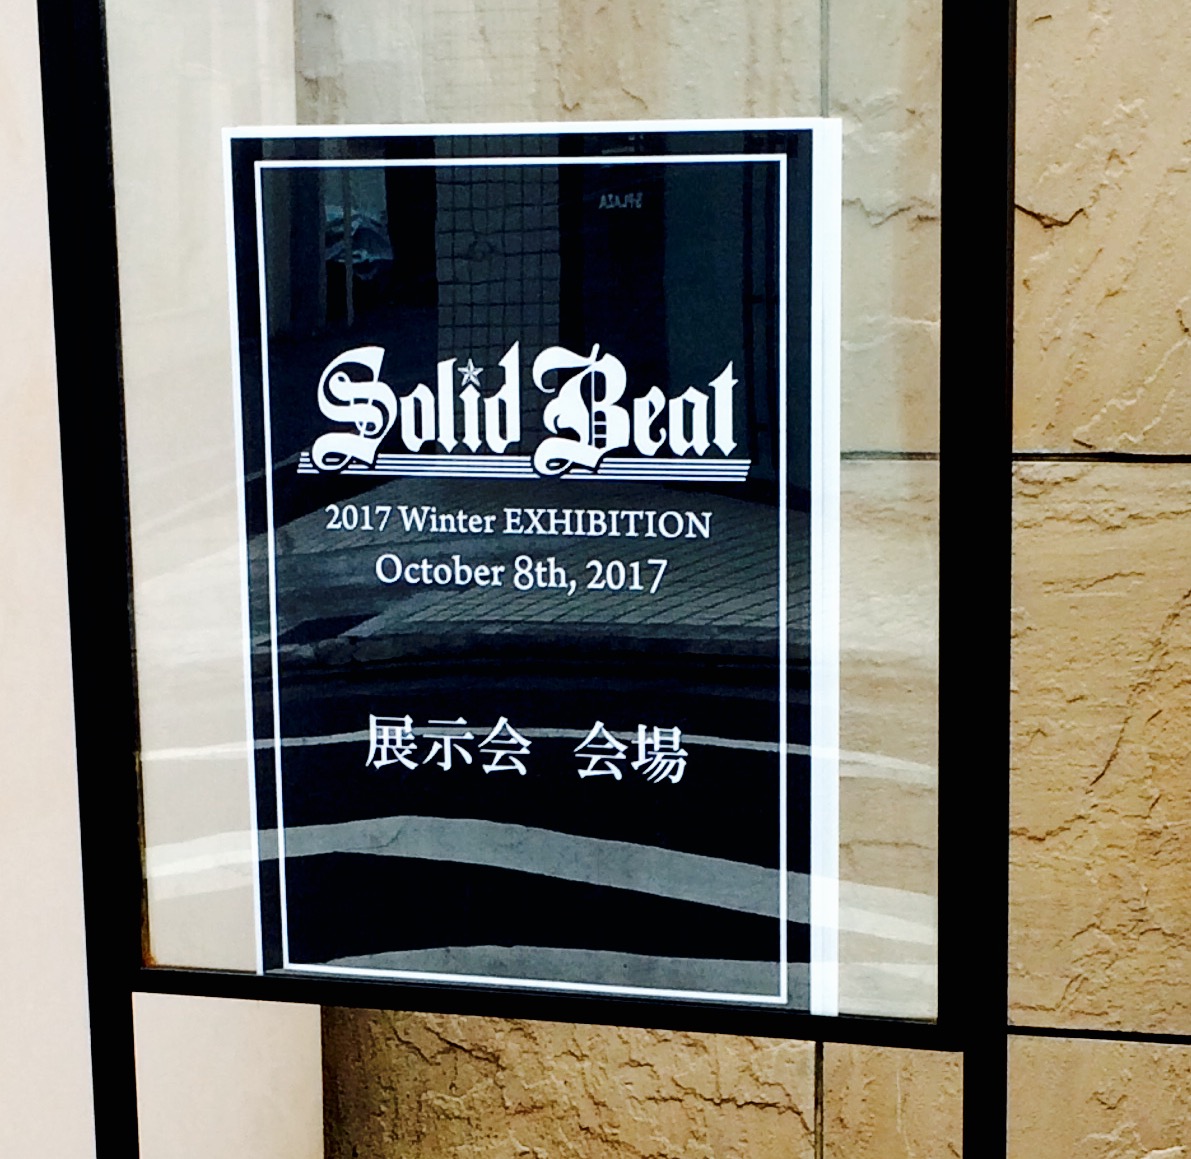 Solid Beat
2017 Winter EXHIBITION
October 8th, 2017
展示会 会場